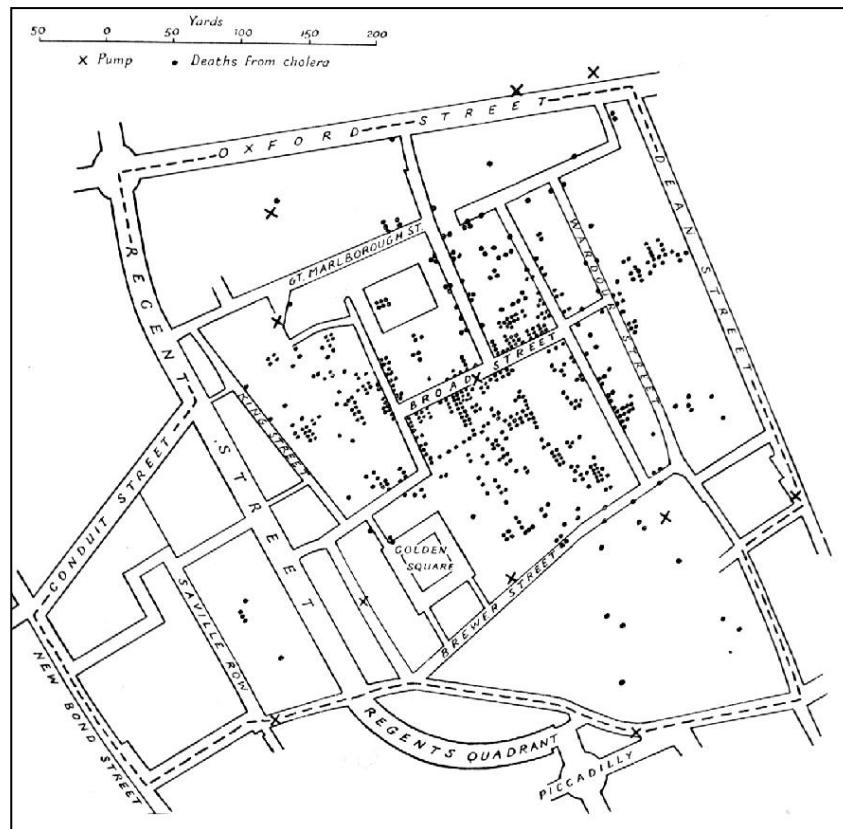 Yards
50 0 50 100 150 200
x Pump • Deaths from cholera
OXFORD STREET
DEAN STREET
WARDOUR STREET
GT. MARLBOROUGH ST.
REGENT STREET
BROAD STREET
KING STREET
CONDUIT STREET
GOLDEN
SQUARE
SAVILLE ROW
BREWER STREET
NEW BOND STREET
REGENTS QUADRANT
PICCADILLY